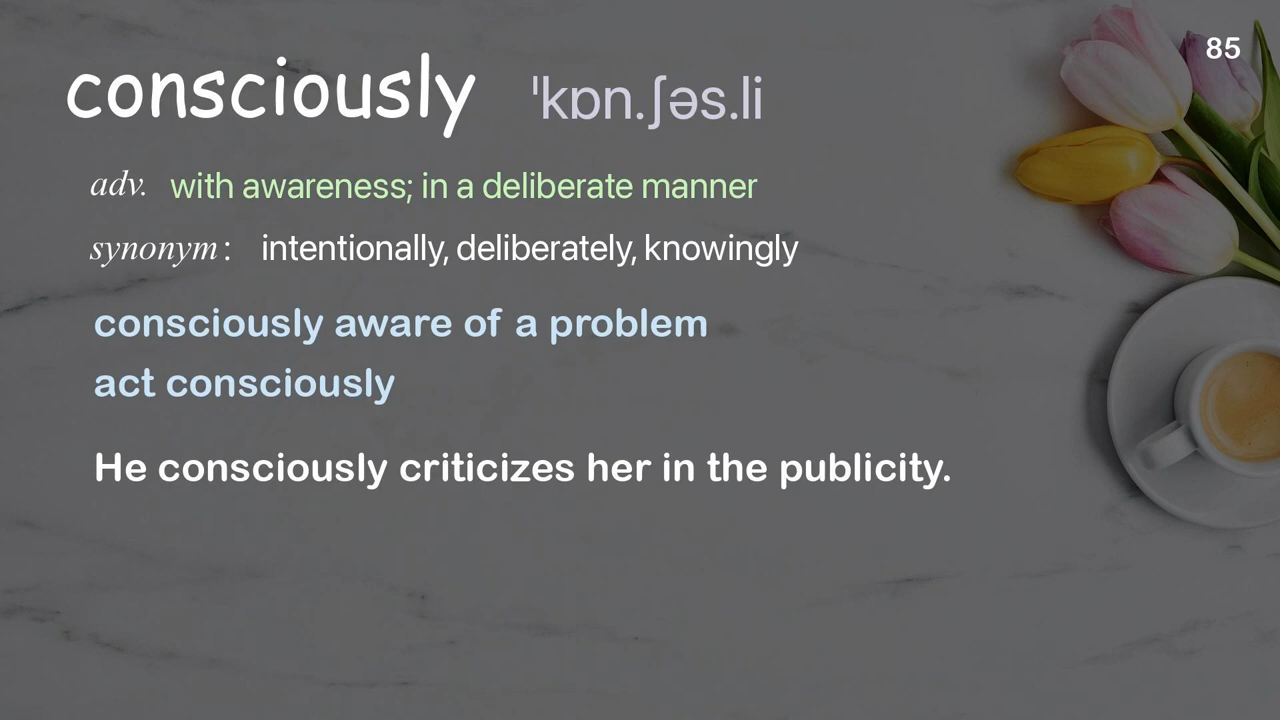 85
consciously ˈkɒn.ʃəs.li
adv. with awareness; in a deliberate manner
synonym: intentionally, deliberately, knowingly
consciously aware of a problem
act consciously
He consciously criticizes her in the publicity.